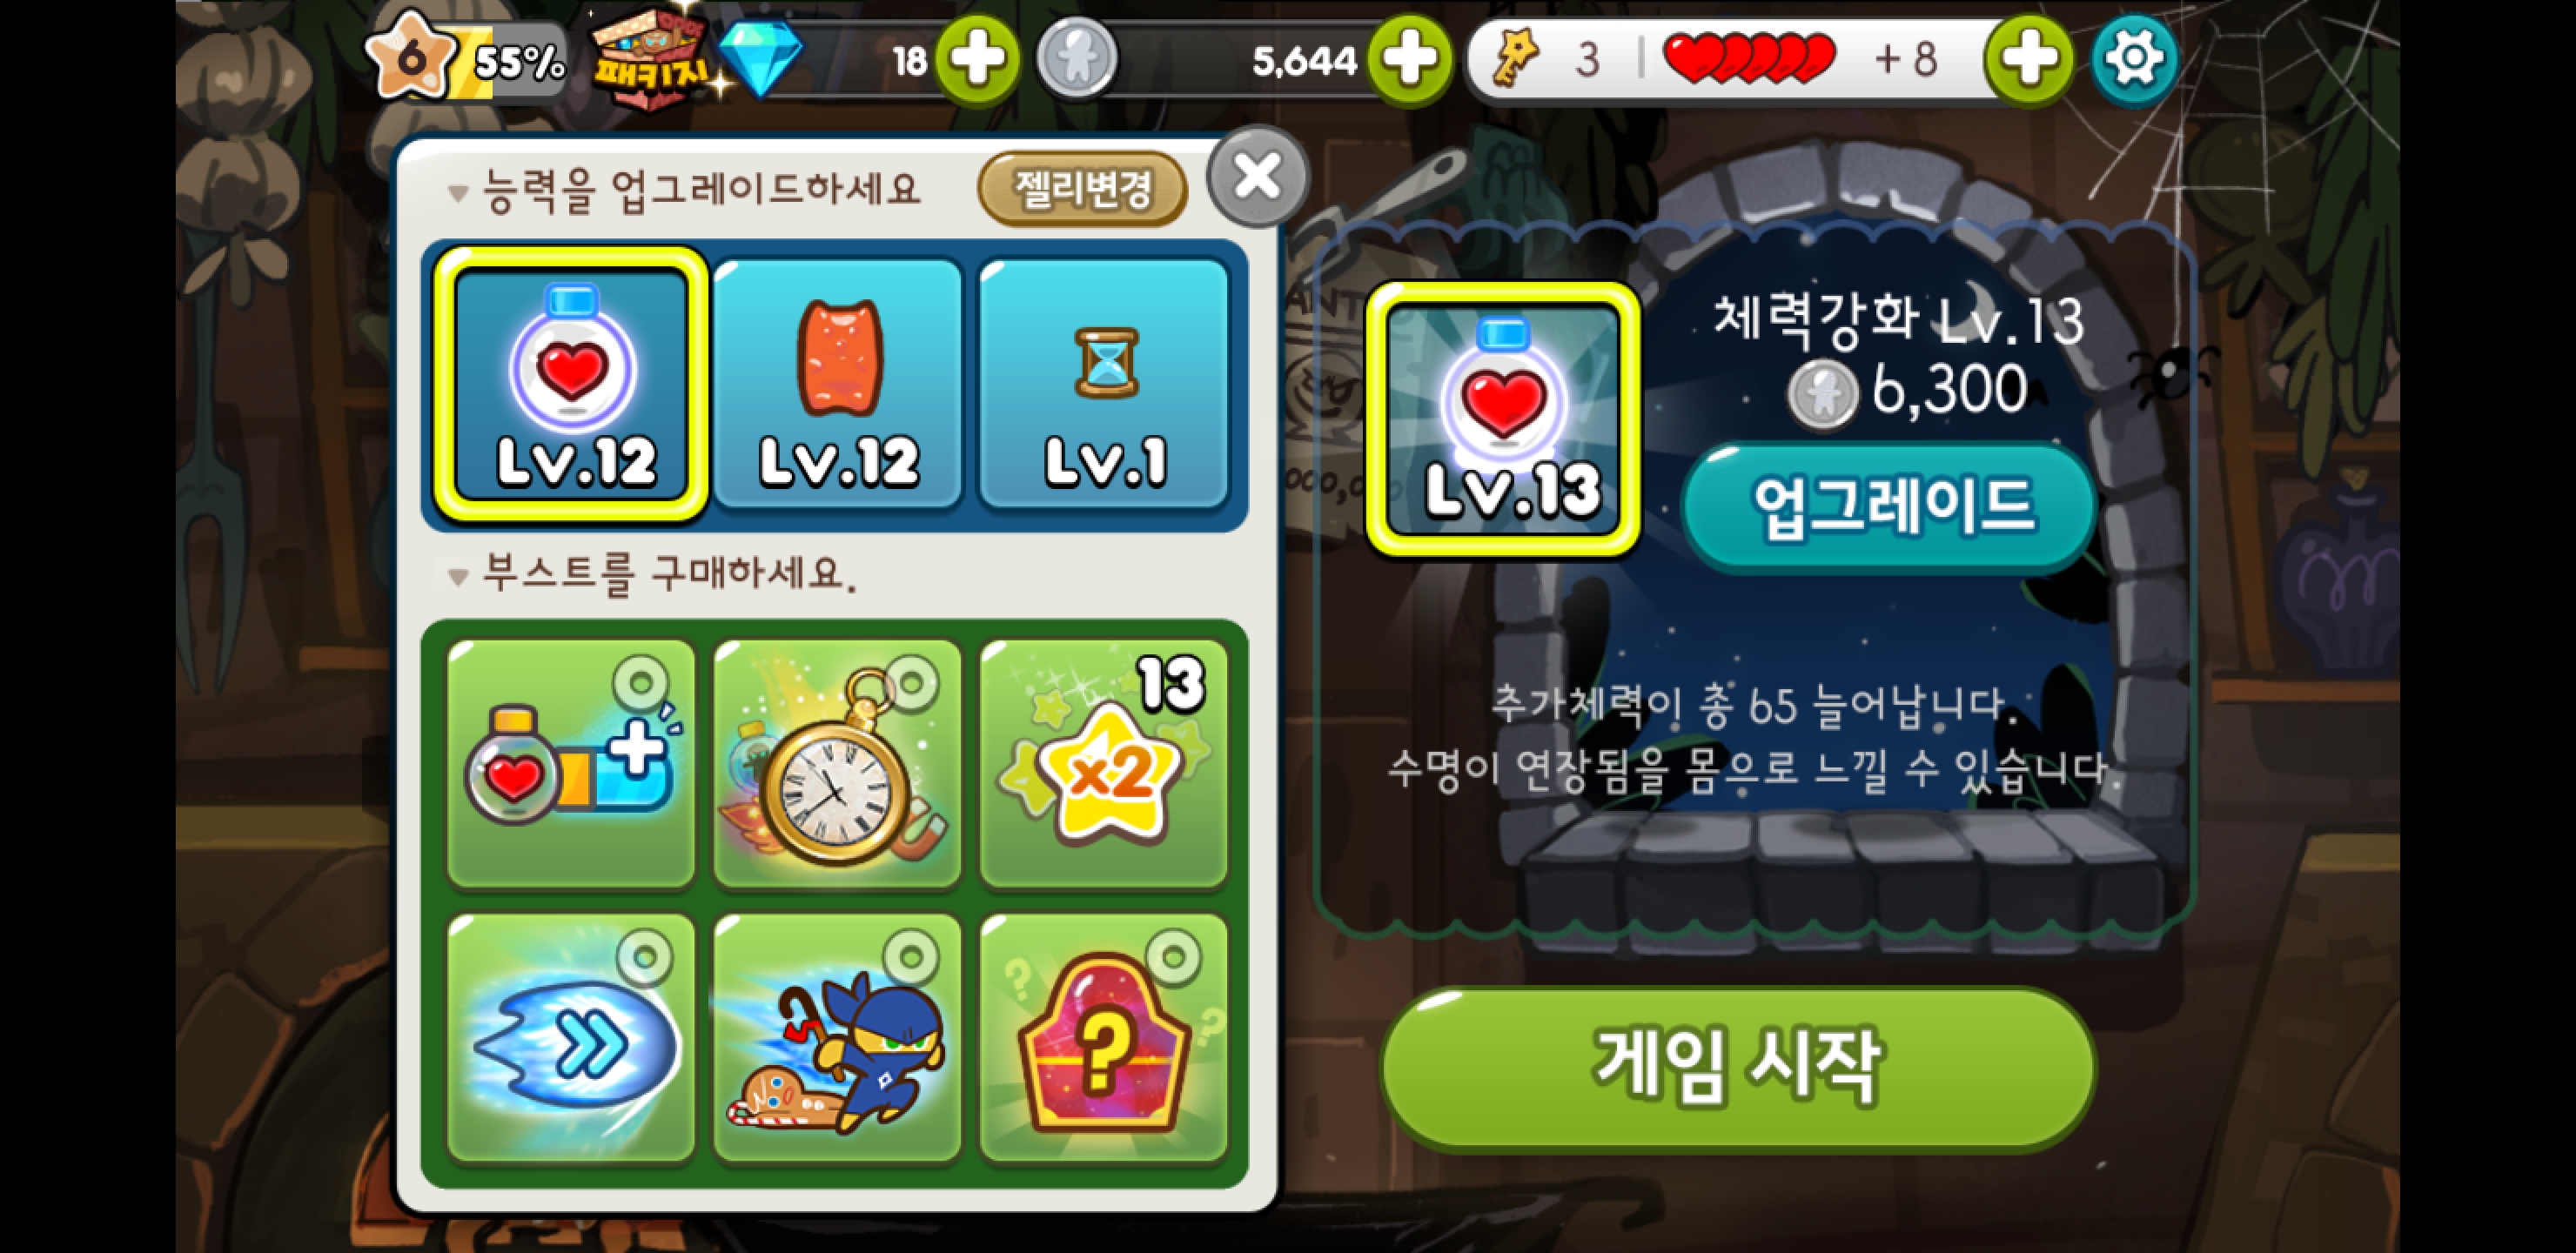 6 55% 패키지 18 5,644 3 | + 8
능력을 업그레이드하세요 젤리변경
Lv.12 Lv.12 Lv.1
부스트를 구매하세요.
13
x2
?
체력강화 Lv.13
6,300
Lv.13
업그레이드
추가체력이 총 65 늘어납니다.
수명이 연장됨을 몸으로 느낄 수 있습니다.
게임 시작